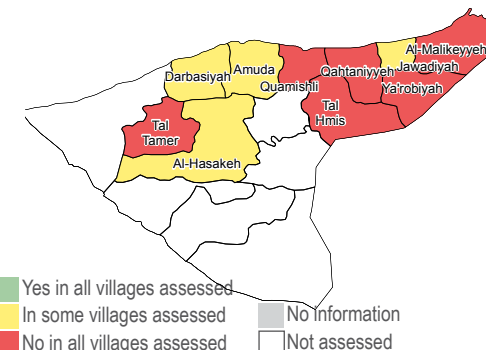 Al-Malikeyyeh
Darbasiyah
Amuda
Qahtaniyyeh
Jawadiyah
Quamishli
Ya'robiyah
Tal
Hmis
Tal
Tamer
Al-Hasakeh
Yes in all villages assessed
In some villages assessed
No information
No in all villages assessed
Not assessed